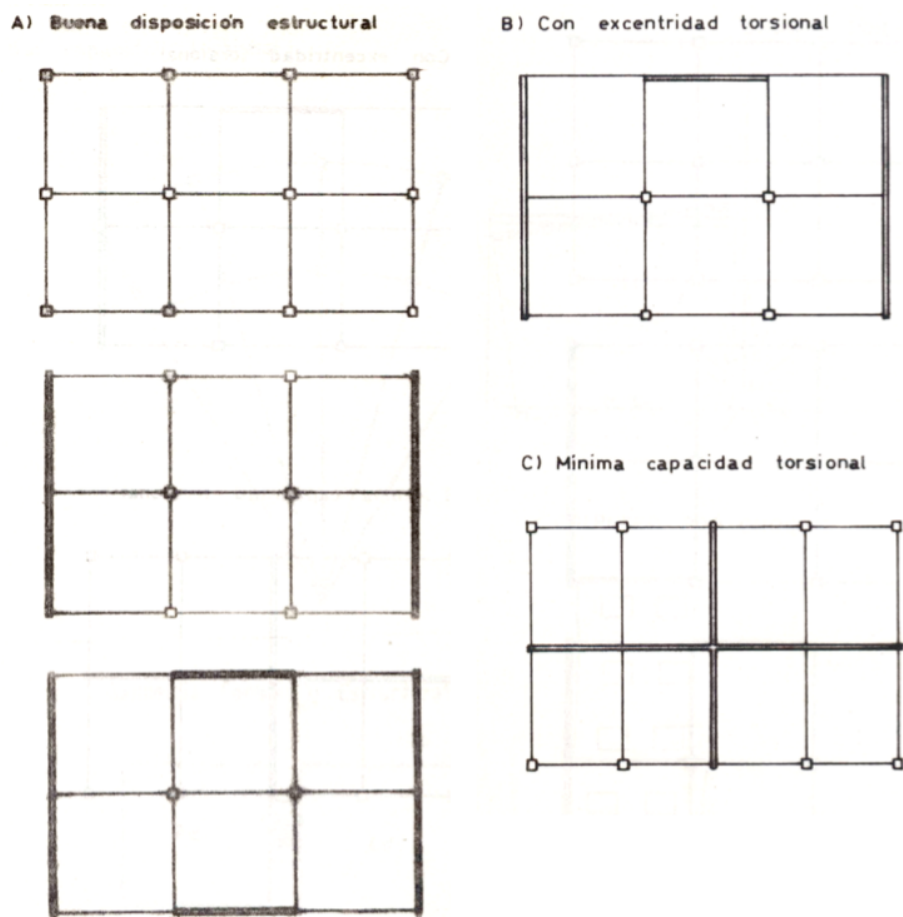 A) Buena disposición estructural
B) Con excentridad torsional
C) Mínima capacidad torsional